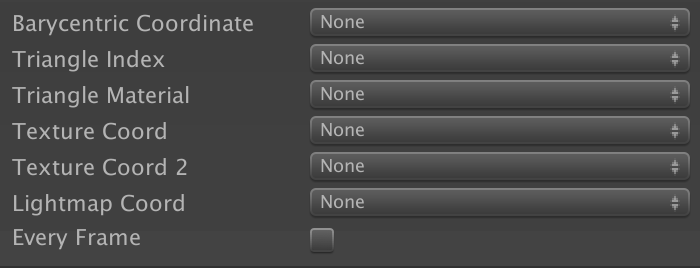 Barycentric Coordinate None
Triangle Index None
Triangle Material None
Texture Coord None
Texture Coord 2 None
Lightmap Coord None
Every Frame